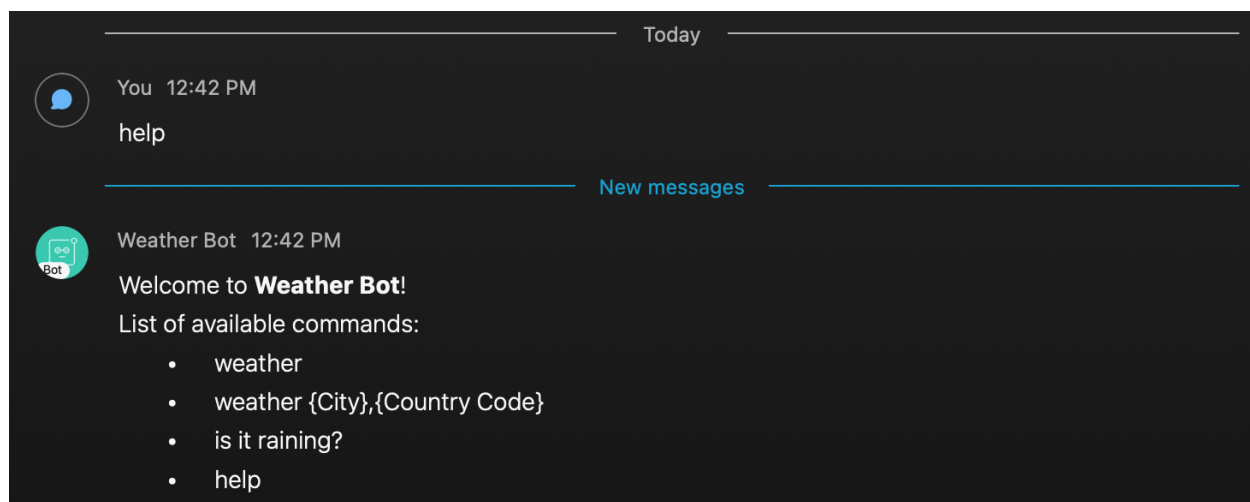 Today
You 12:42 PM
help
New messages
Weather Bot 12:42 PM
Bot
Welcome to Weather Bot!
List of available commands:
• weather
• weather {City},{Country Code}
• is it raining?
• help